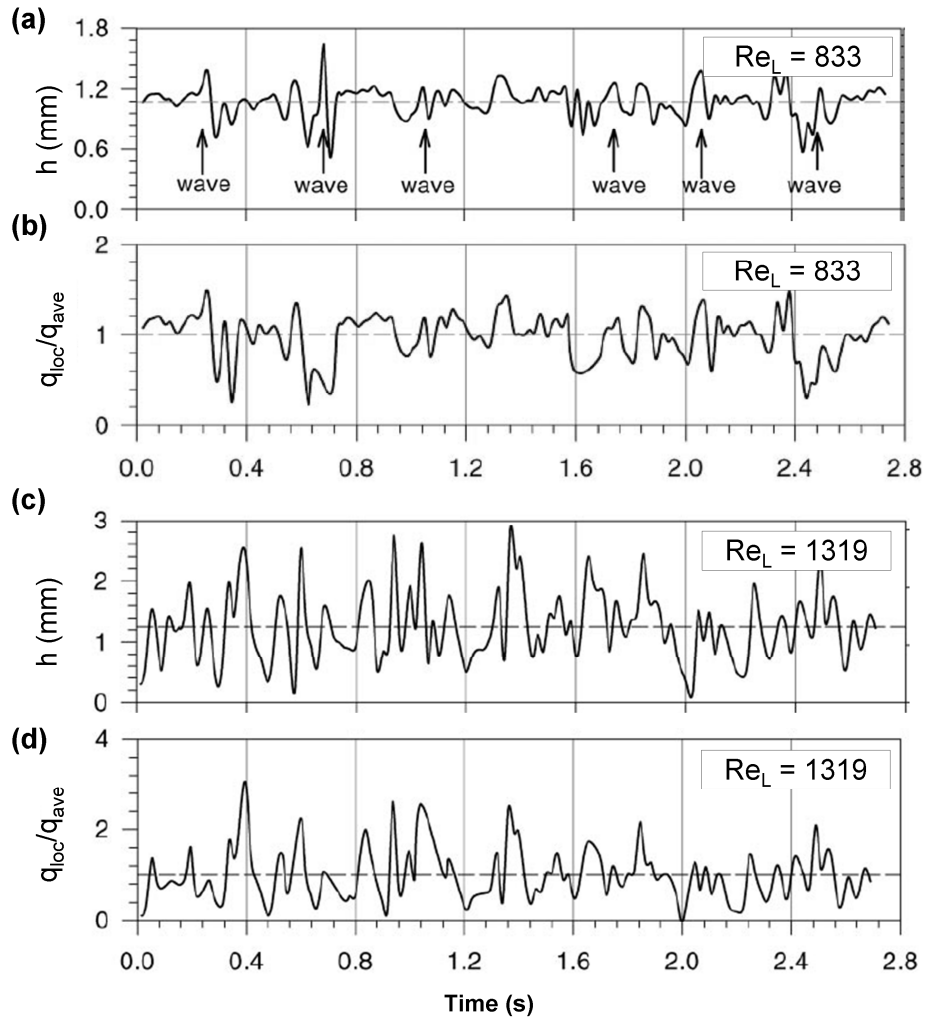 (a)
1.8
1.2
0.6
0.0
h (mm)
Re_L = 833
wave wave wave wave wave wave
(b)
2
1
0
q_loc/q_ave
Re_L = 833
0.0 0.4 0.8 1.2 1.6 2.0 2.4 2.8
(c)
3
2
1
0
h (mm)
Re_L = 1319
(d)
4
2
0
q_loc/q_ave
Re_L = 1319
0.0 0.4 0.8 1.2 1.6 2.0 2.4 2.8
Time (s)